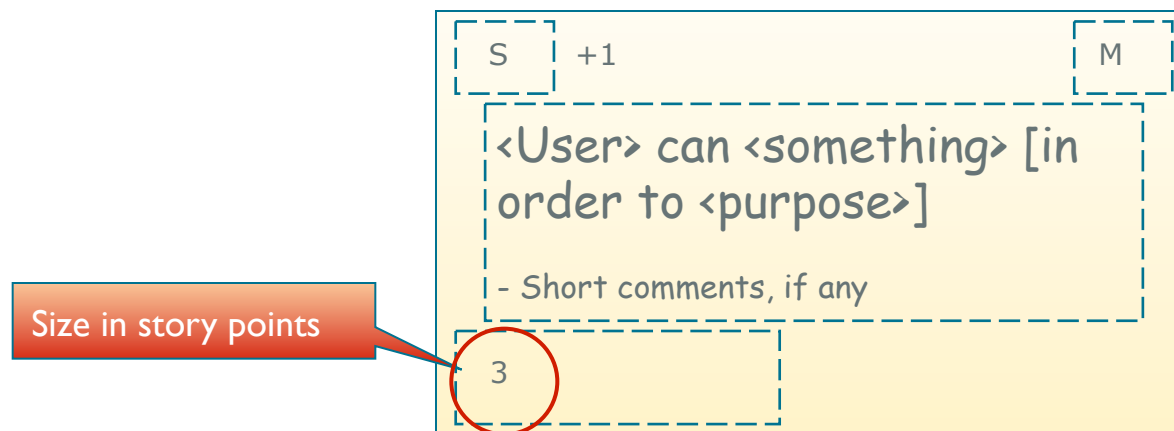 S +1 M
<User> can <something> [in
order to <purpose>]
- Short comments, if any
Size in story points
3